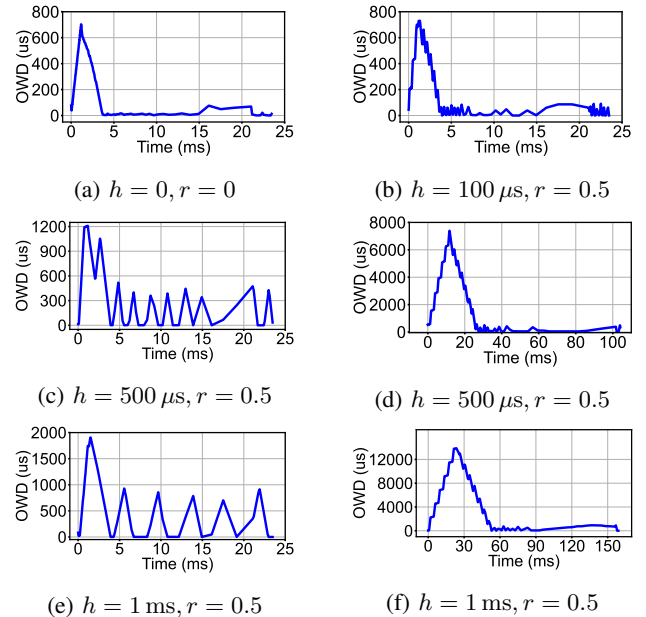 800
600
400
200
0
OWD (us)
0 5 10 15 20 25
Time (ms)
(a) h = 0, r = 0
800
600
400
200
0
OWD (us)
0 5 10 15 20 25
Time (ms)
(b) h = 100 μs, r = 0.5
1200
900
600
300
0
OWD (us)
0 5 10 15 20 25
Time (ms)
(c) h = 500 μs, r = 0.5
8000
6000
4000
2000
0
OWD (us)
0 20 40 60 80 100
Time (ms)
(d) h = 500 μs, r = 0.5
2000
1500
1000
500
0
OWD (us)
0 5 10 15 20 25
Time (ms)
(e) h = 1 ms, r = 0.5
12000
8000
4000
0
OWD (us)
0 30 60 90 120 150
Time (ms)
(f) h = 1 ms, r = 0.5